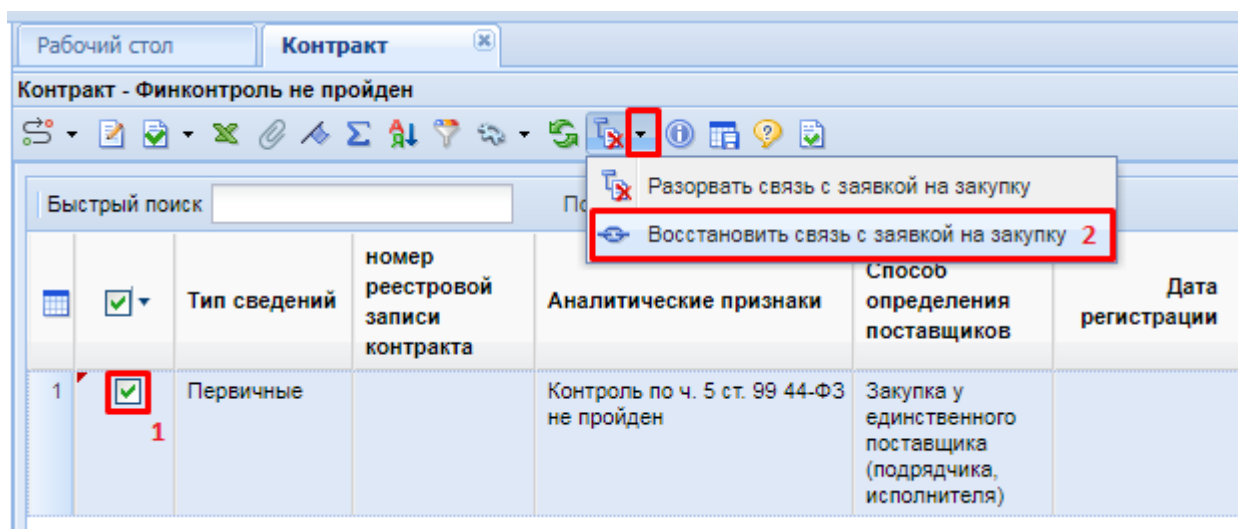 Рабочий стол
Контракт
Контракт - Финконтроль не пройден
Разорвать связь с заявкой на закупку
Быстрый поиск
Восстановить связь с заявкой на закупку 2
Тип сведений
номер
реестровой
записи
контракта
Аналитические признаки
Способ
определения
поставщиков
Дата
регистрации
1
1
Первичные
Контроль по ч. 5 ст. 99 44-ФЗ
не пройден
Закупка у
единственного
поставщика
(подрядчика,
исполнителя)